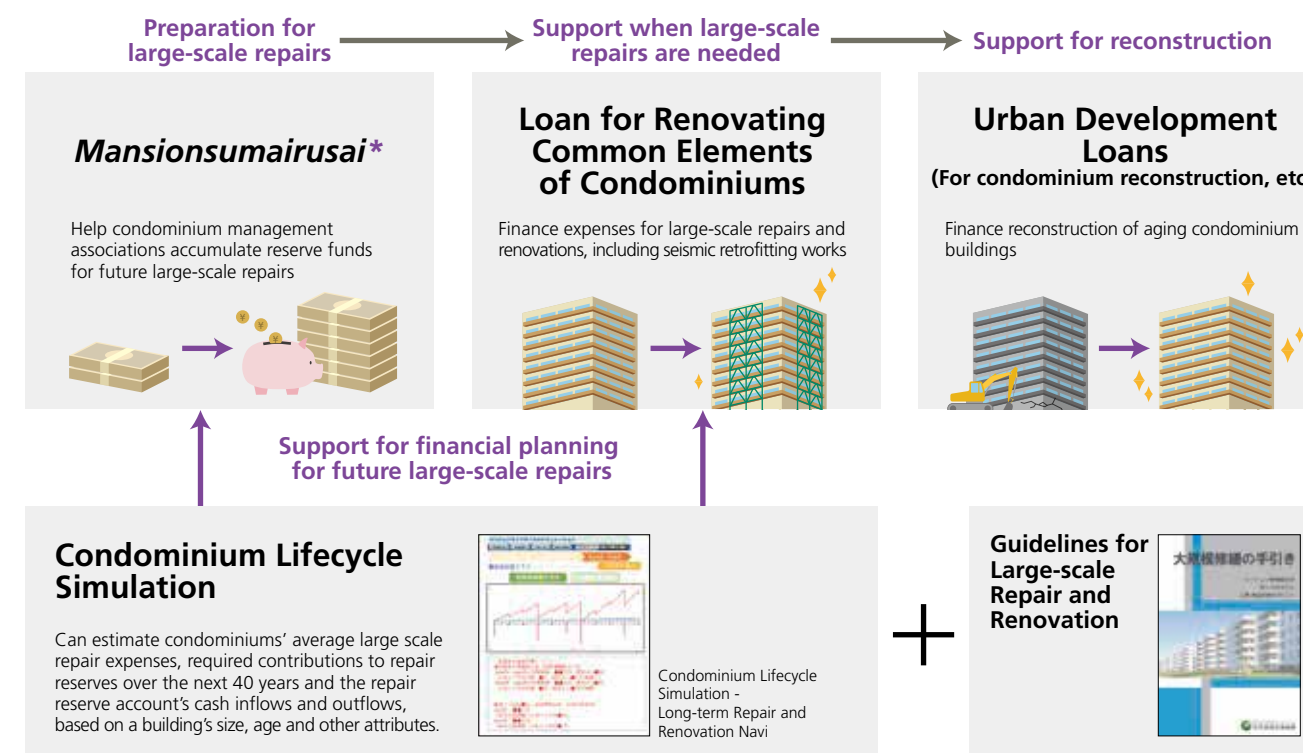 Preparation for
large-scale repairs
Support when large-scale
repairs are needed
Support for reconstruction
Mansionsumairusai*
Help condominium management
associations accumulate reserve funds
for future large-scale repairs
Loan for Renovating
Common Elements
of Condominiums
Finance expenses for large-scale repairs and
renovations, including seismic retrofitting works
Urban Development
Loans
(For condominium reconstruction, etc
Finance reconstruction of aging condominium
buildings
¥
¥
¥
Support for financial planning
for future large-scale repairs
Condominium Lifecycle
Simulation
Can estimate condominiums' average large scale
repair expenses, required contributions to repair
reserves over the next 40 years and the repair
reserve account's cash inflows and outflows,
based on a building's size, age and other attributes.
Condominium Lifecycle
Simulation -
Long-term Repair and
Renovation Navi
+
Guidelines for
Large-scale
Repair and
Renovation
大規模修繕の手引き